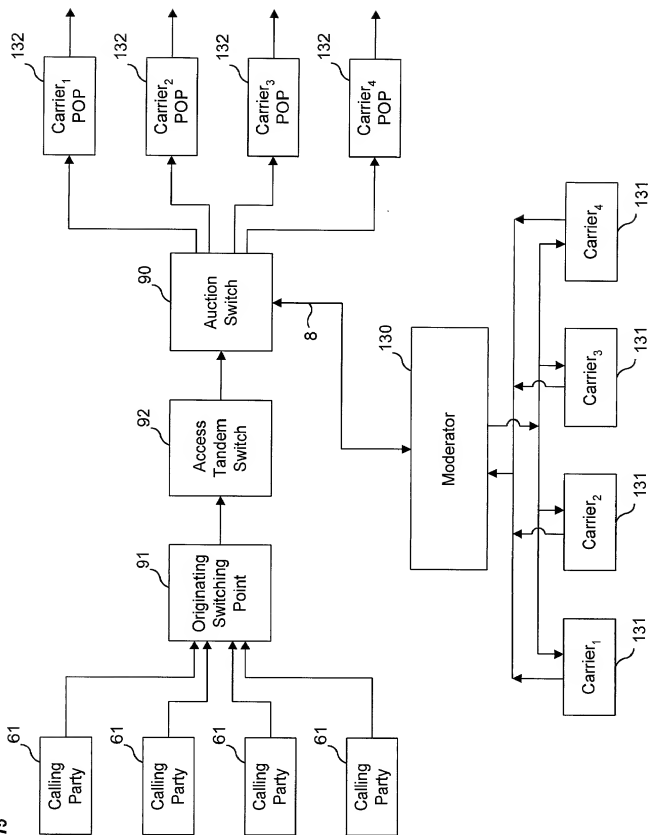 132
Carrier1
POP
132
Carrier2
POP
132
Carrier3
POP
132
Carrier4
POP
90
Auction
Switch
8
92
Access
Tandem
Switch
91
Originating
Switching
Point
130
Moderator
61
Calling
Party
61
Calling
Party
61
Calling
Party
61
Calling
Party
Carrier1
131
Carrier2
131
Carrier3
131
Carrier4
131